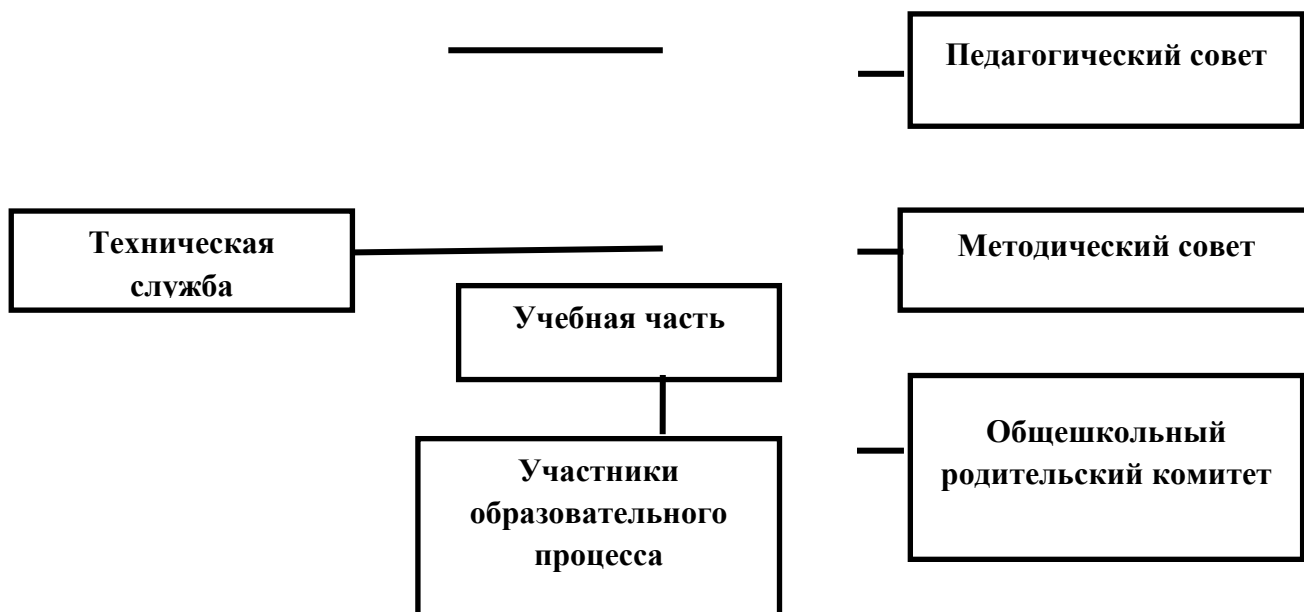 Педагогический совет
Техническая
служба
Методический совет
Учебная часть
Общешкольный
родительский комитет
Участники
образовательного
процесса